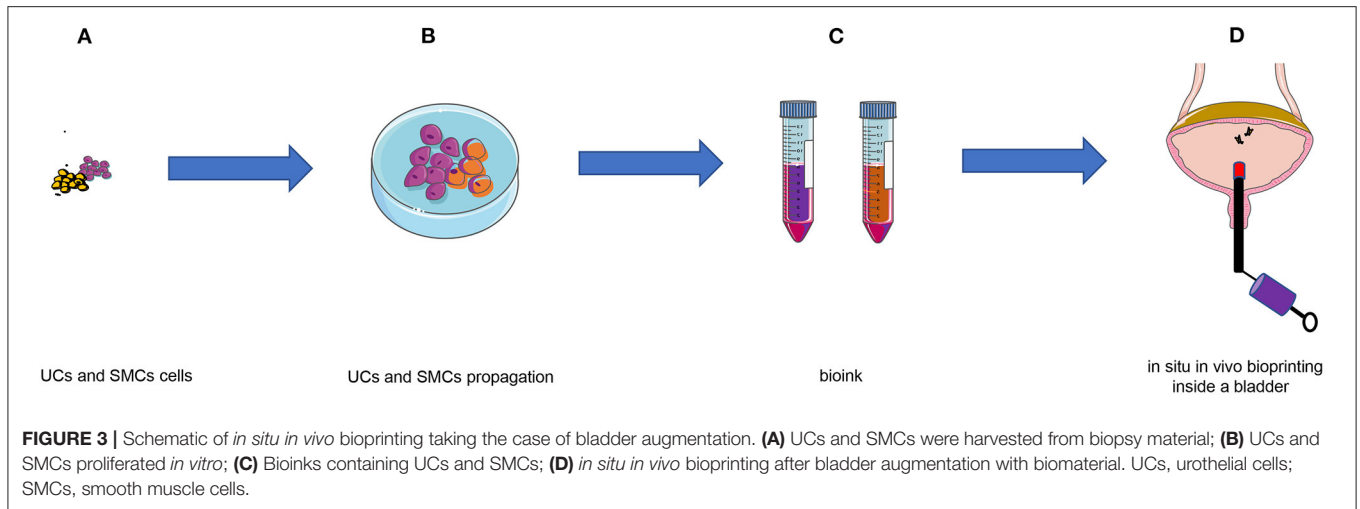 A
B
C
D
UCs and SMCs cells
UCs and SMCs propagation
bioink
in situ in vivo bioprinting
inside a bladder
FIGURE 3 | Schematic of in situ in vivo bioprinting taking the case of bladder augmentation. (A) UCs and SMCs were harvested from biopsy material; (B) UCs and
SMCs proliferated in vitro; (C) Bioinks containing UCs and SMCs; (D) in situ in vivo bioprinting after bladder augmentation with biomaterial. UCs, urothelial cells;
SMCs, smooth muscle cells.